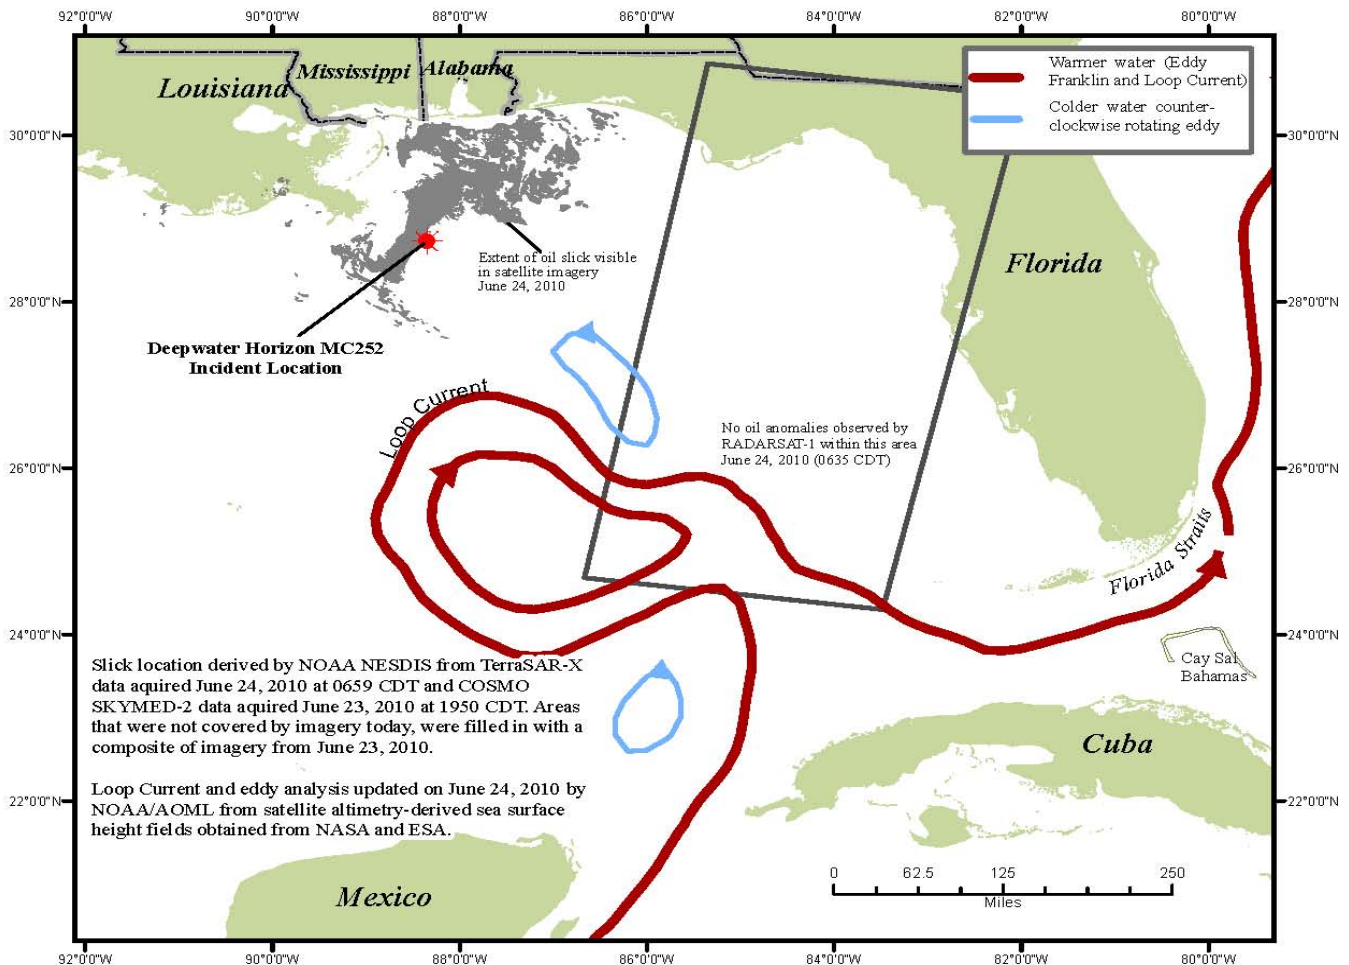 92°0'0"W 90°0'0"W 88°0'0"W 86°0'0"W 84°0'0"W 82°0'0"W 80°0'0"W
Warmer water (Eddy
Franklin and Loop Current)
Colder water counter-
clockwise rotating eddy
Louisiana
Mississippi
Alabama
30°0'0"N
30°0'0"N
Florida
Extent of oil slick visible
in satellite imagery
June 24, 2010
28°0'0"N
28°0'0"N
Deepwater Horizon MC252
Incident Location
Loop Current
No oil anomalies observed by
RADARSAT-1 within this area
June 24, 2010 (0635 CDT)
26°0'0"N
26°0'0"N
Florida Straits
24°0'0"N
24°0'0"N
Cay Sal
Bahamas
Slick location derived by NOAA NESDIS from TerraSAR-X
data aquired June 24, 2010 at 0659 CDT and COSMO
SKYMED-2 data aquired June 23, 2010 at 1950 CDT. Areas
that were not covered by imagery today, were filled in with a
composite of imagery from June 23, 2010.
Loop Current and eddy analysis updated on June 24, 2010 by
NOAA/AOML from satellite altimetry-derived sea surface
height fields obtained from NASA and ESA.
Cuba
22°0'0"N
22°0'0"N
Mexico
0 62.5 125 250
Miles
92°0'0"W 90°0'0"W 88°0'0"W 86°0'0"W 84°0'0"W 82°0'0"W 80°0'0"W